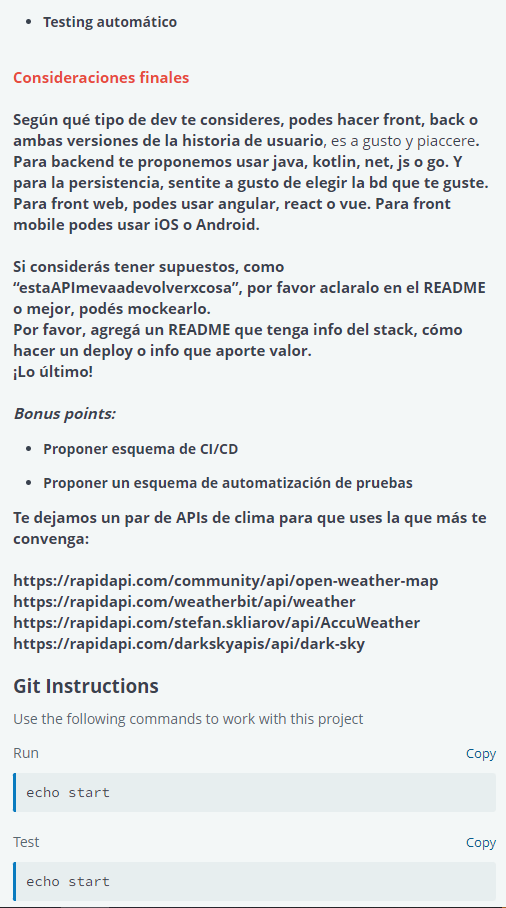 • Testing automático
Consideraciones finales
Según qué tipo de dev te consideres, podes hacer front, back o
ambas versiones de la historia de usuario, es a gusto y piaccere.
Para backend te proponemos usar java, kotlin, net, js o go. Y
para la persistencia, sentite a gusto de elegir la bd que te guste.
Para front web, podes usar angular, react o vue. Para front
mobile podes usar iOS o Android.
Si considerás tener supuestos, como
“estaAPImevaadevolverxcosa”, por favor aclaralo en el README
o mejor, podés mockearlo.
Por favor, agregá un README que tenga info del stack, cómo
hacer un deploy o info que aporte valor.
¡Lo último!
Bonus points:
• Proponer esquema de CI/CD
• Proponer un esquema de automatización de pruebas
Te dejamos un par de APIs de clima para que uses la que más te
convenga:
https://rapidapi.com/community/api/open-weather-map
https://rapidapi.com/weatherbit/api/weather
https://rapidapi.com/stefan.skliarov/api/AccuWeather
https://rapidapi.com/darkskyapis/api/dark-sky
Git Instructions
Use the following commands to work with this project
Run Copy
echo start
Test Copy
echo start